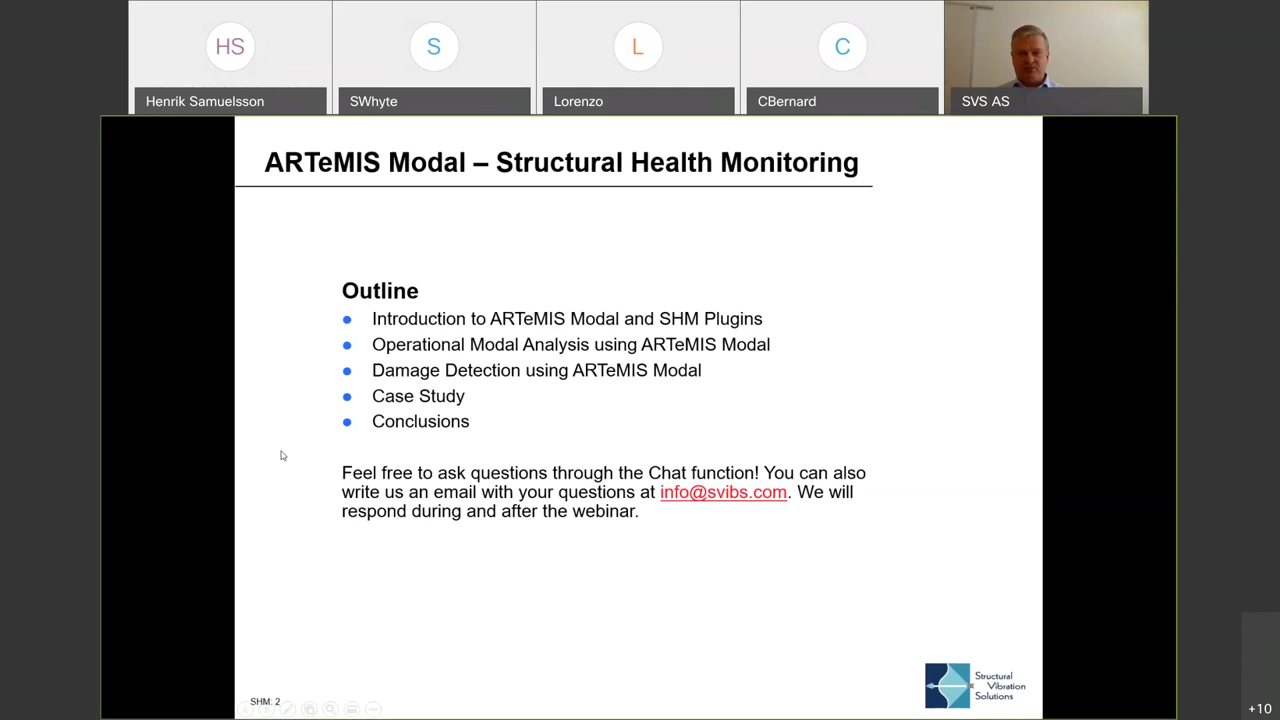 HS
S
L
C
Henrik Samuelsson
SWhyte
Lorenzo
CBernard
SVS AS
ARTeMIS Modal – Structural Health Monitoring
Outline
Introduction to ARTeMIS Modal and SHM Plugins
Operational Modal Analysis using ARTeMIS Modal
Damage Detection using ARTeMIS Modal
Case Study
Conclusions
Feel free to ask questions through the Chat function! You can also
write us an email with your questions at info@svibs.com. We will
respond during and after the webinar.
Structural
Vibration
Solutions
SHM: 2
+10